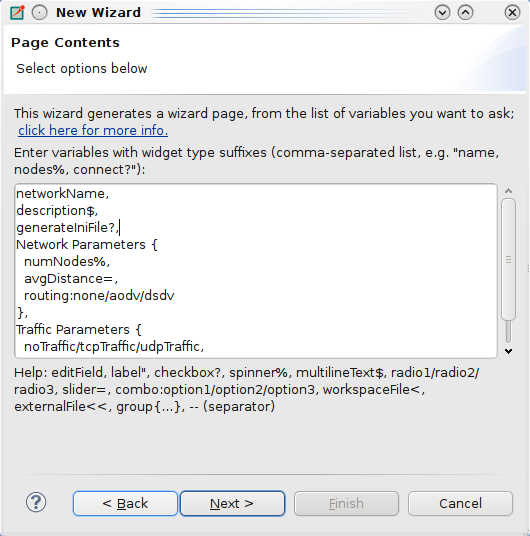 New Wizard
Page Contents
Select options below
This wizard generates a wizard page, from the list of variables you want to ask;
click here for more info.
Enter variables with widget type suffixes (comma-separated list, e.g. "name,
nodes%, connect?"):
networkName,
description$,
generateIniFile?,
Network Parameters {
numNodes%,
avgDistance=,
routing:none/aodv/dsdv
},
Traffic Parameters {
noTraffic/tcpTraffic/udpTraffic,
Help: editField, label", checkbox?, spinner%, multilineText$, radio1/radio2/
radio3, slider=, combo:option1/option2/option3, workspaceFile<,
externalFile<<, group{...}, -- (separator)
? < Back Next > Finish Cancel